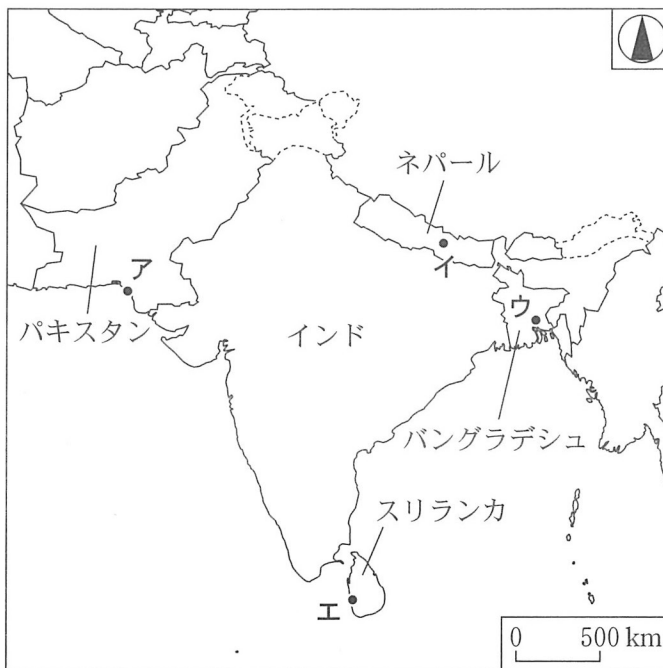 ネパール
イ
ア
ウ
パキスタン
インド
バングラデシュ
スリランカ
エ
0 500 km